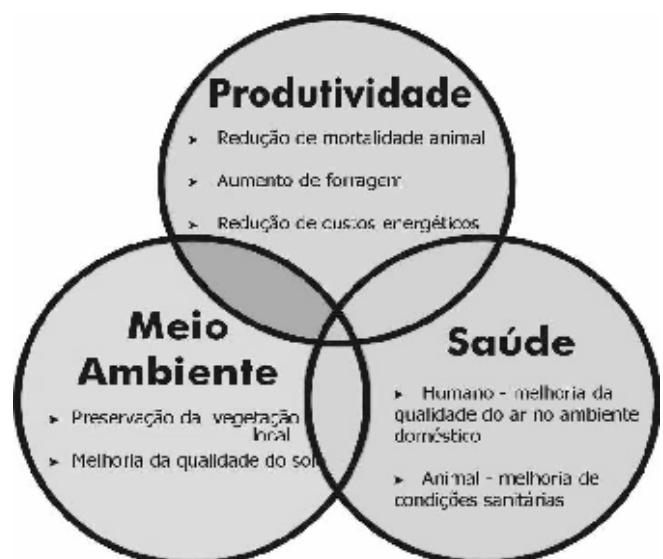 Produtividade
➤ Redução de mortalidade animal
➤ Aumento de forragem
➤ Redução de custos energéticos
Meio
Ambiente
➤ Preservação da vegetação
local
➤ Melhoria da qualidade do solo
Saúde
➤ Humano - melhoria da
qualidade do ar no ambiente
doméstico
➤ Animal - melhoria de
condições sanitárias